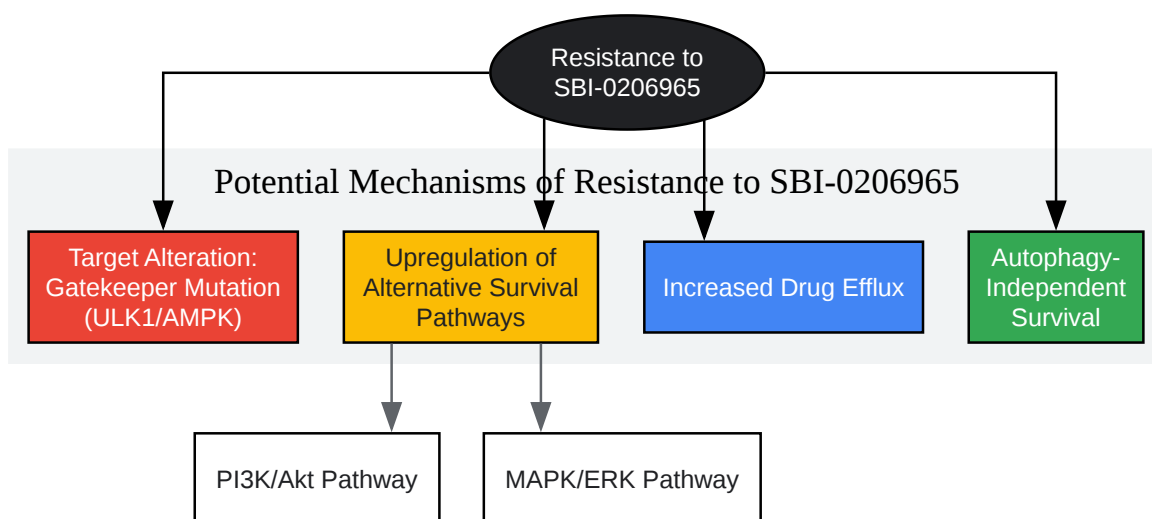 Resistance to
SBI-0206965
Potential Mechanisms of Resistance to SBI-0206965
Target Alteration:
Gatekeeper Mutation
(ULK1/AMPK)
Upregulation of
Alternative Survival
Pathways
Increased Drug Efflux
Autophagy-
Independent
Survival
PI3K/Akt Pathway
MAPK/ERK Pathway